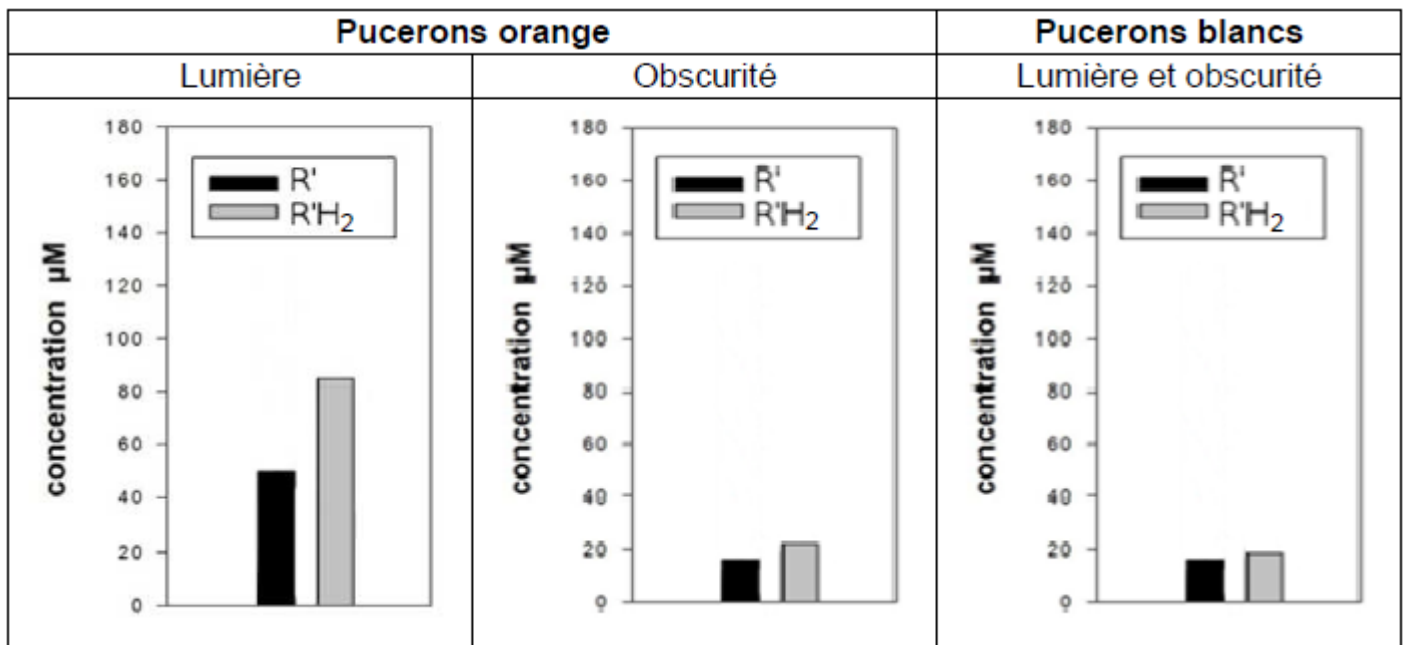 Pucerons orange
Pucerons blancs
Lumière
Obscurité
Lumière et obscurité
concentration µM
180
160
140
120
100
80
60
40
20
0
R'
R'H2
concentration µM
180
160
140
120
100
80
60
40
20
0
R'
R'H2
concentration µM
180
160
140
120
100
80
60
40
20
0
R'
R'H2